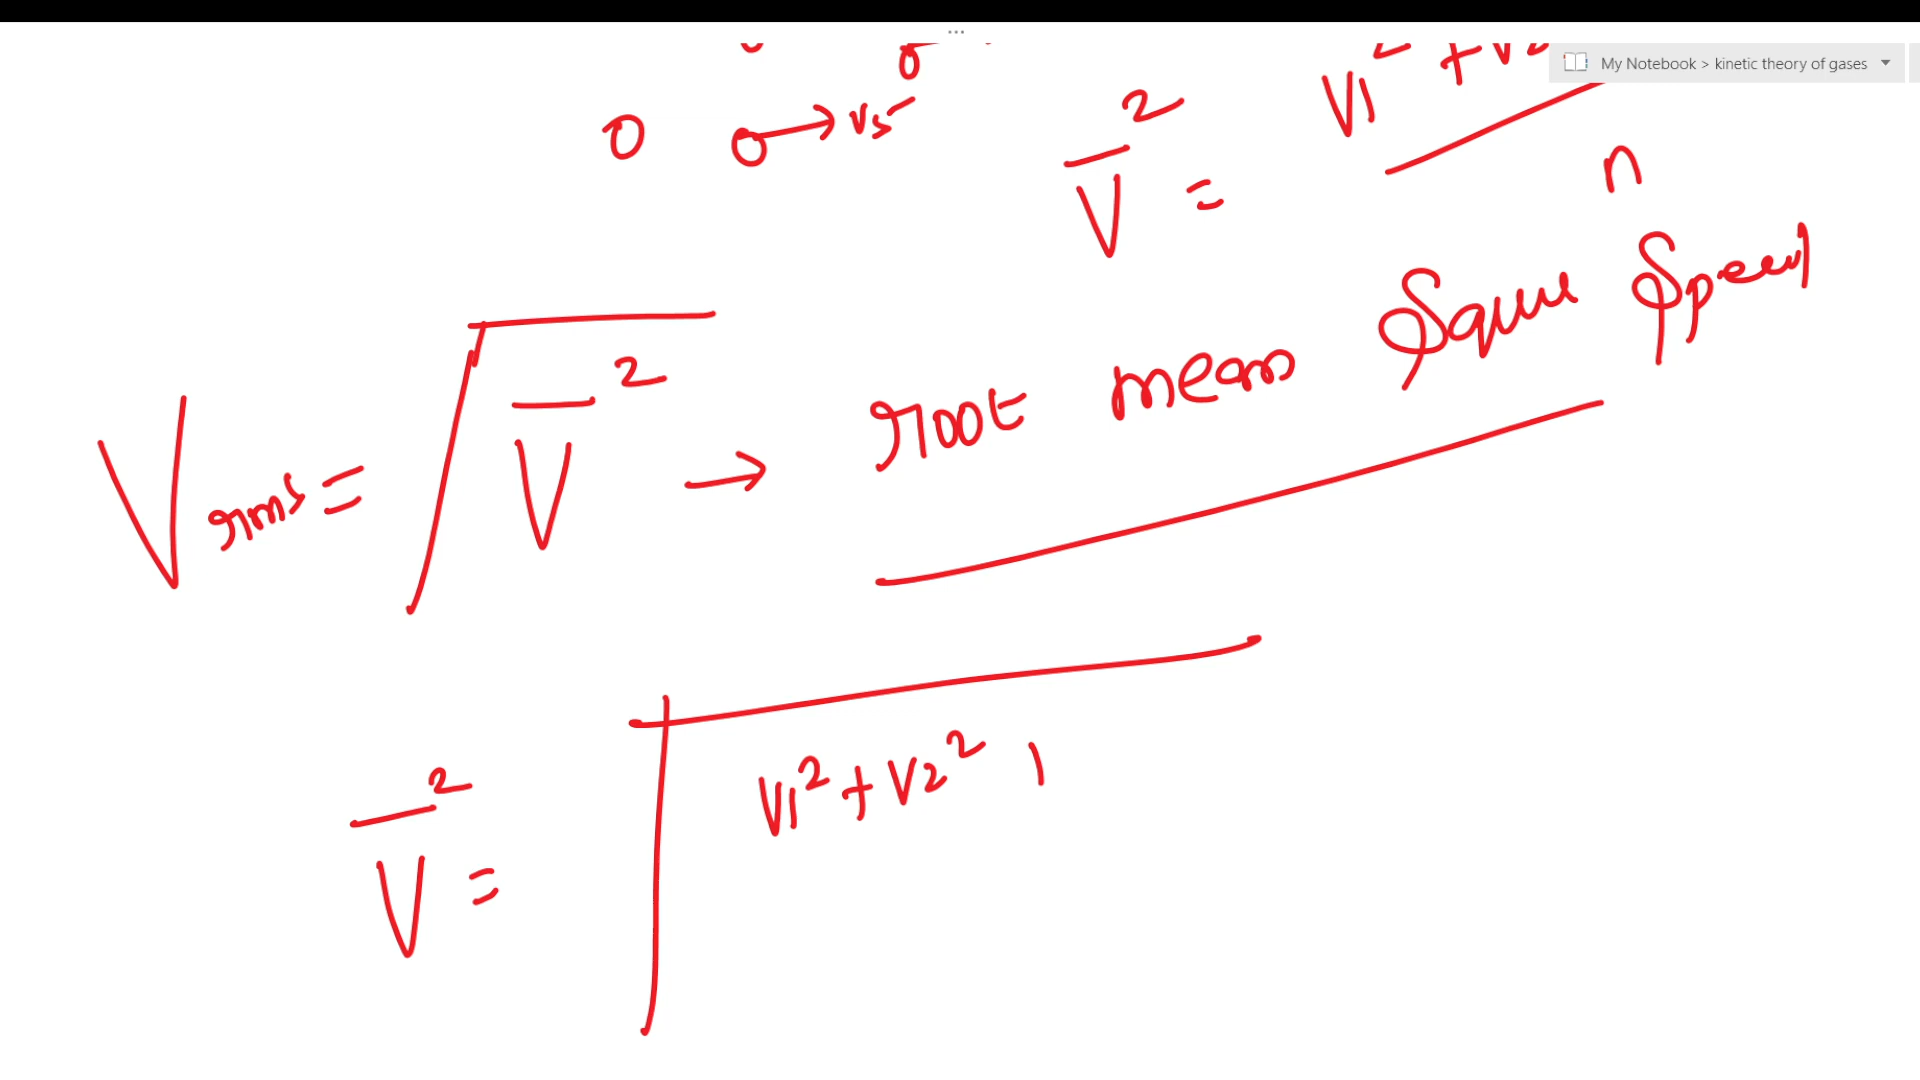 My Notebook > kinetic theory of gases
V1² + V2
O O → V5
V̅² = n
Vrms = √V̅² → root mean Square Speed
V̅² = √ V1² + V2² 1